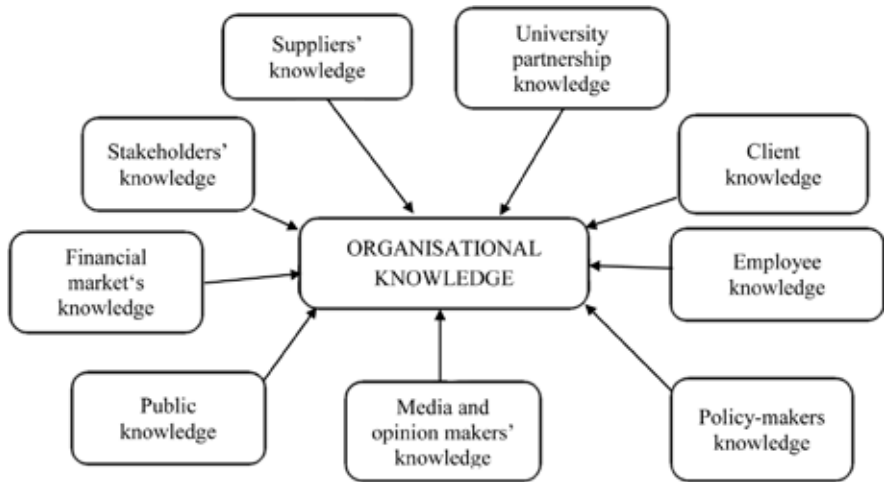 Suppliers’
knowledge
University
partnership
knowledge
Stakeholders’
knowledge
Client
knowledge
ORGANISATIONAL
KNOWLEDGE
Financial
market‘s
knowledge
Employee
knowledge
Public
knowledge
Media and
opinion makers’
knowledge
Policy-makers
knowledge